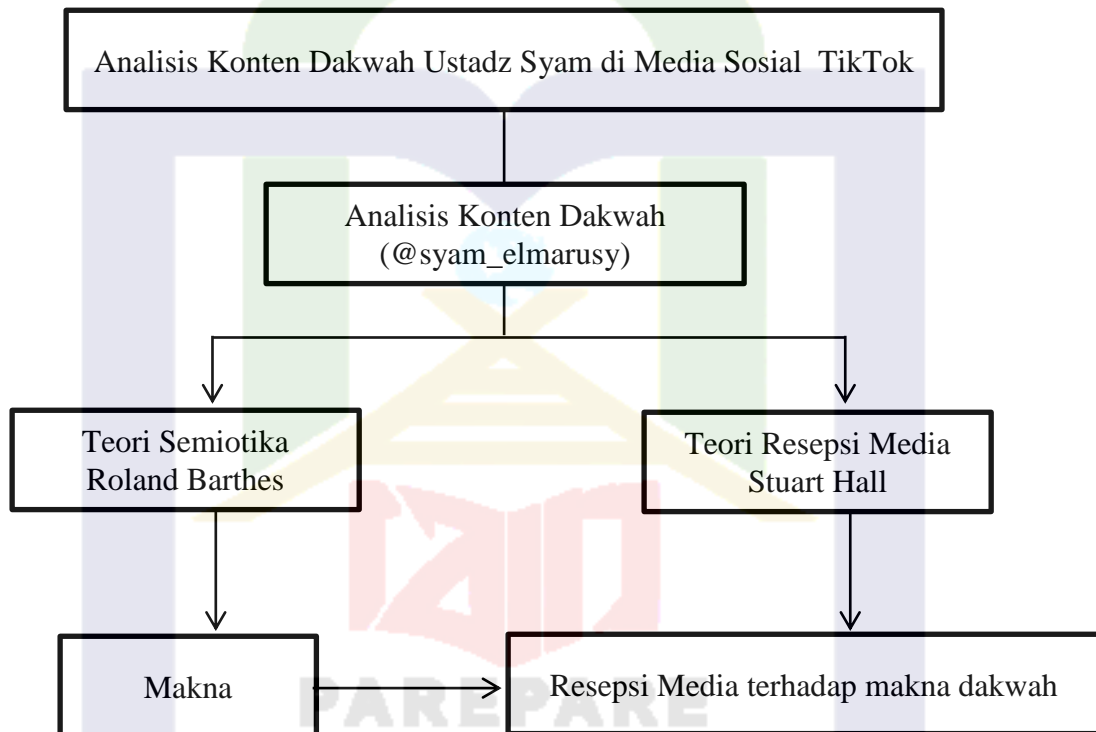 Analisis Konten Dakwah Ustadz Syam di Media Sosial TikTok
Analisis Konten Dakwah
(@syam_elmarusy)
Teori Semiotika
Roland Barthes
Teori Resepsi Media
Stuart Hall
Makna
Resepsi Media terhadap makna dakwah
IAIN
PAREPARE